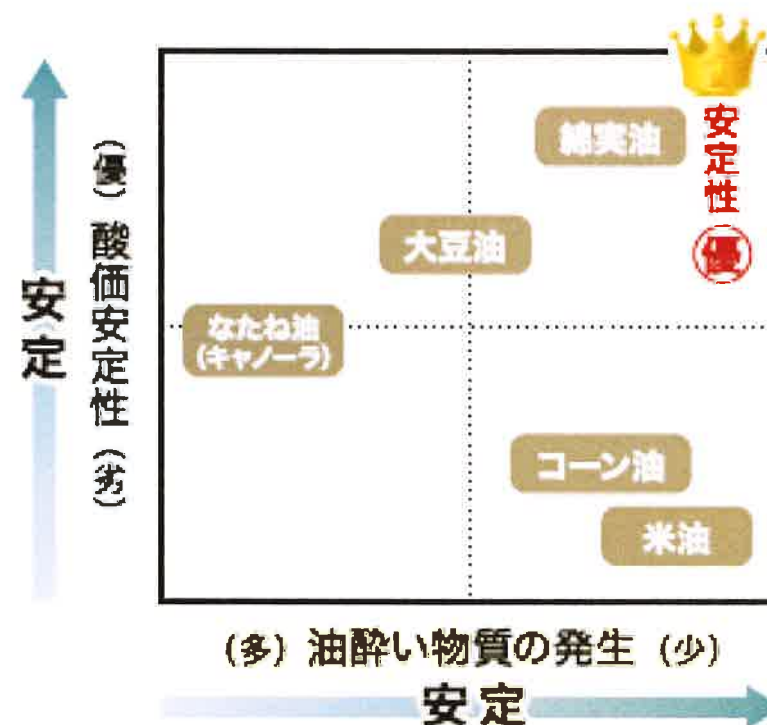 安定
(優) 酸価安定性 (劣)
綿実油
大豆油
なたね油
(キャノーラ)
コーン油
米油
安定性 優
(多) 油酔い物質の発生 (少)
安定